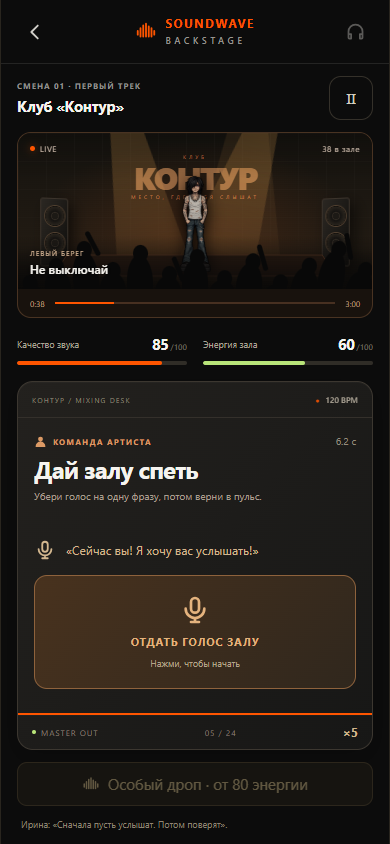 SOUNDWAVE
BACKSTAGE
СМЕНА 01 · ПЕРВЫЙ ТРЕК
Клуб «Контур»
LIVE
38 в зале
КЛУБ
КОНТУР
МЕСТО, ГДЕ СЛЫШАТ
ЛЕВЫЙ БЕРЕГ
Не выключай
0:38
3:00
Качество звука 85 /100
Энергия зала 60 /100
КОНТУР / MIXING DESK
120 BPM
КОМАНДА АРТИСТА
6.2 с
Дай залу спеть
Убери голос на одну фразу, потом верни в пульс.
«Сейчас вы! Я хочу вас услышать!»
ОТДАТЬ ГОЛОС ЗАЛУ
Нажми, чтобы начать
MASTER OUT
05 / 24
×5
Особый дроп · от 80 энергии
Ирина: «Сначала пусть услышат. Потом поверят».